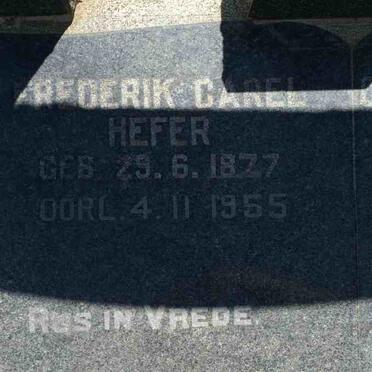 FREDERIK CAREL
HEFER
GEB. 29.6.1877
OORL. 4.11 1955
RUS IN VREDE.